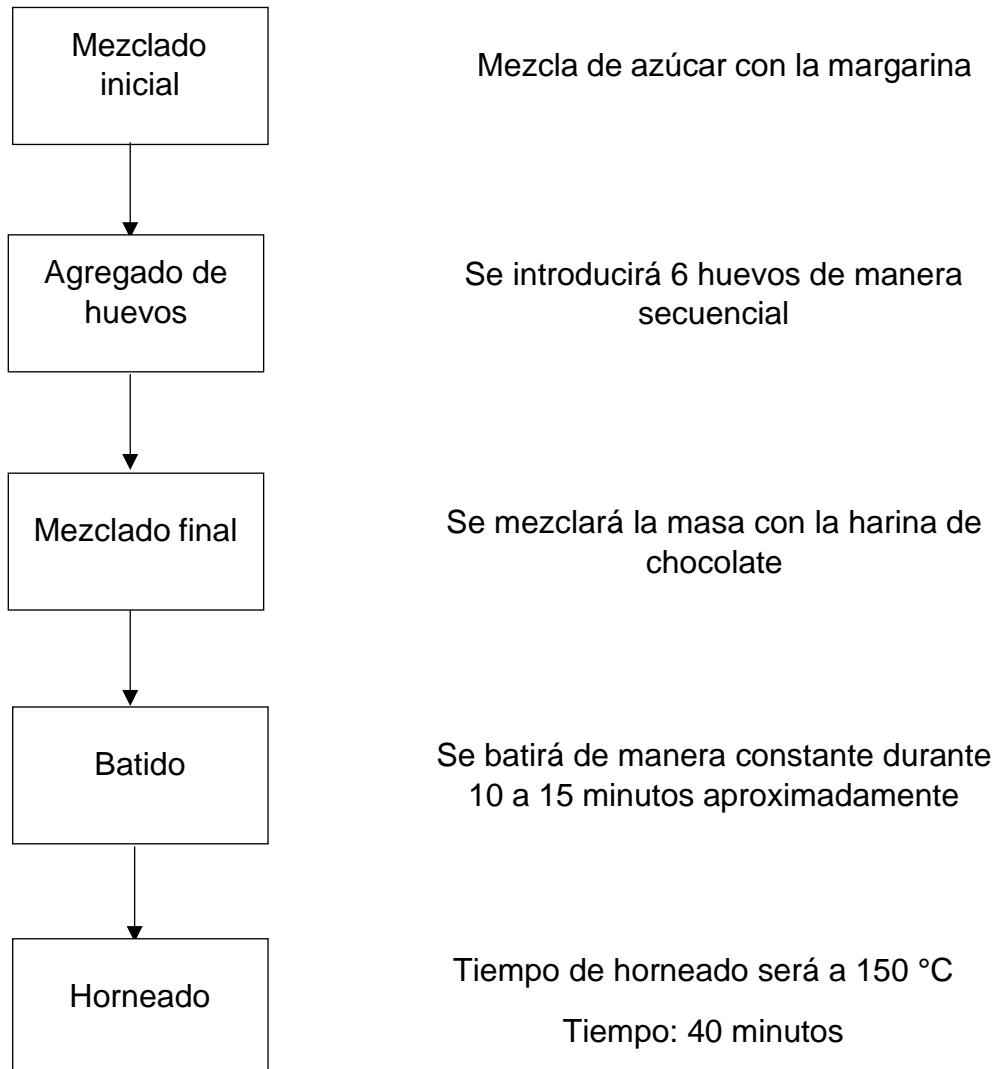 Mezclado
inicial
Mezcla de azúcar con la margarina
Agregado de
huevos
Se introducirá 6 huevos de manera
secuencial
Mezclado final
Se mezclará la masa con la harina de
chocolate
Batido
Se batirá de manera constante durante
10 a 15 minutos aproximadamente
Horneado
Tiempo de horneado será a 150 °C
Tiempo: 40 minutos